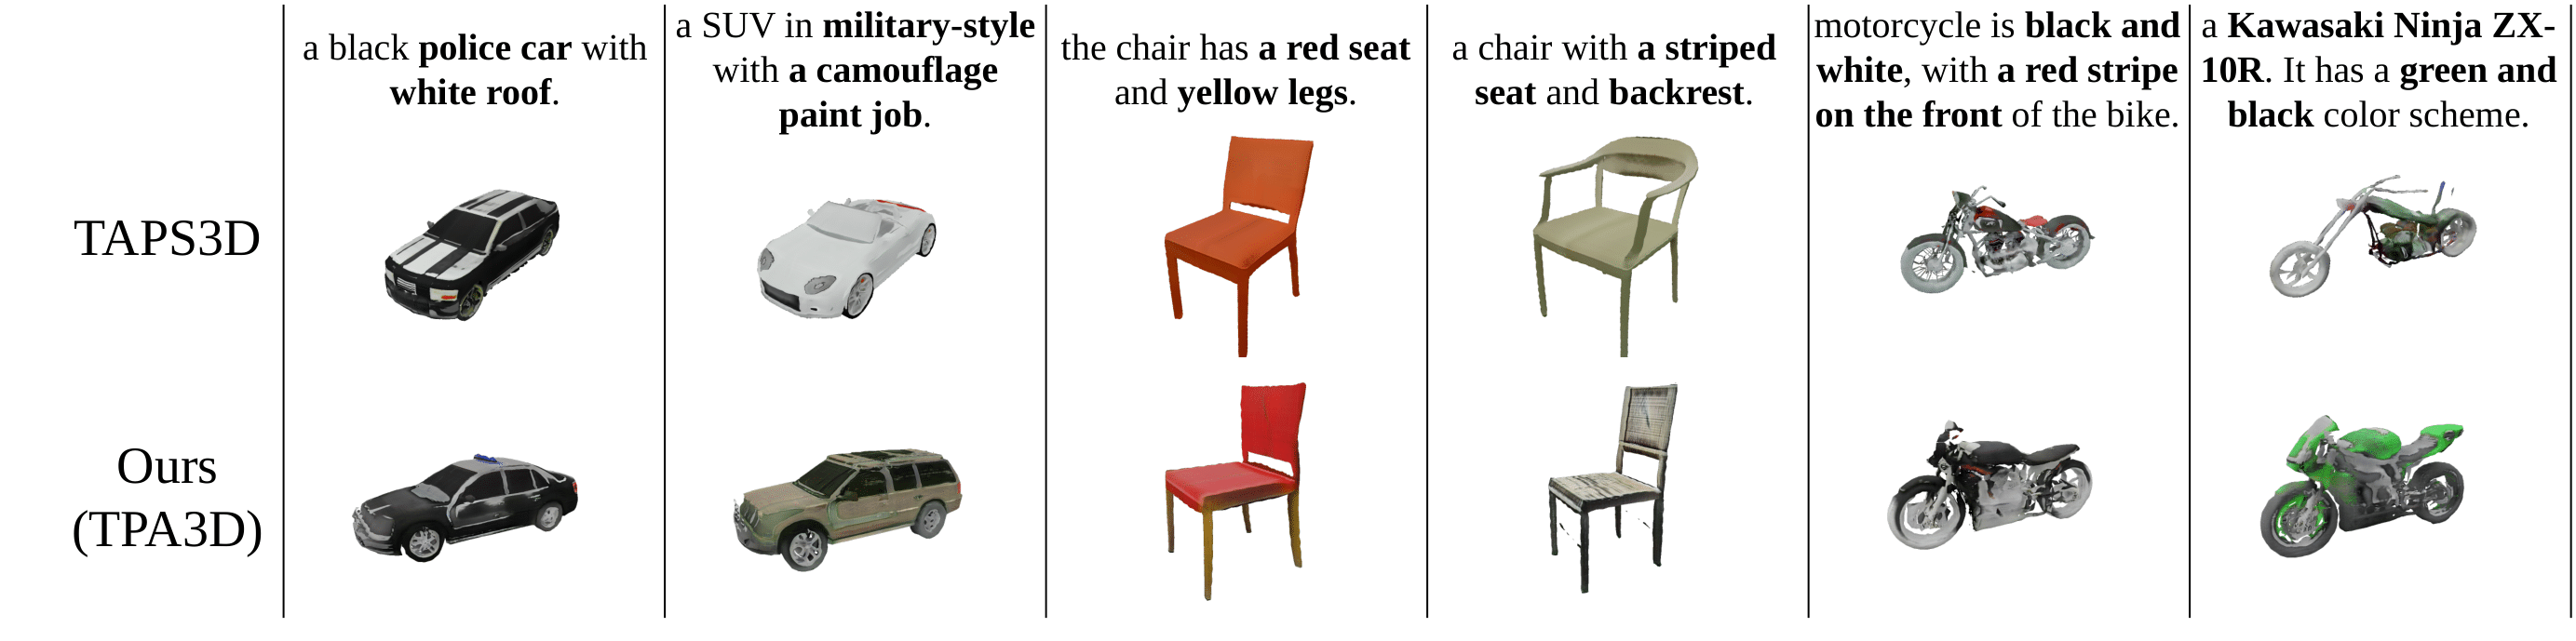 a black police car with
white roof.
a SUV in military-style
with a camouflage
paint job.
the chair has a red seat
and yellow legs.
a chair with a striped
seat and backrest.
motorcycle is black and
white, with a red stripe
on the front of the bike.
a Kawasaki Ninja ZX-
10R. It has a green and
black color scheme.
TAPS3D
Ours
(TPA3D)